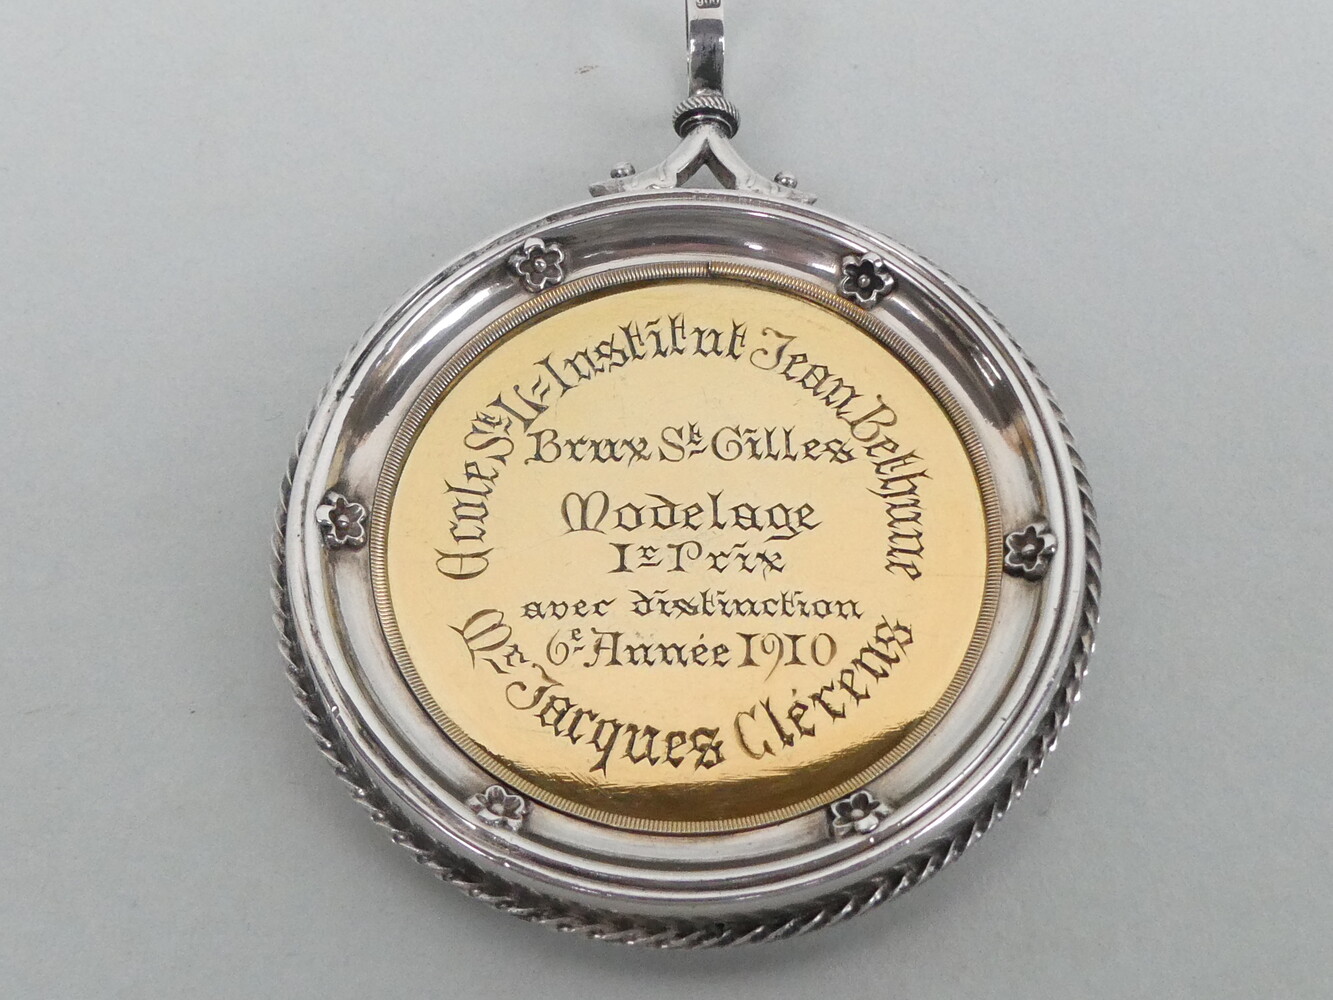 Ecole St. L=Institut Jean Bethune
Brux St. Gilles
Modelage
1r Prix
avec distinction
6e Année 1910
Mr Jacques Clérens